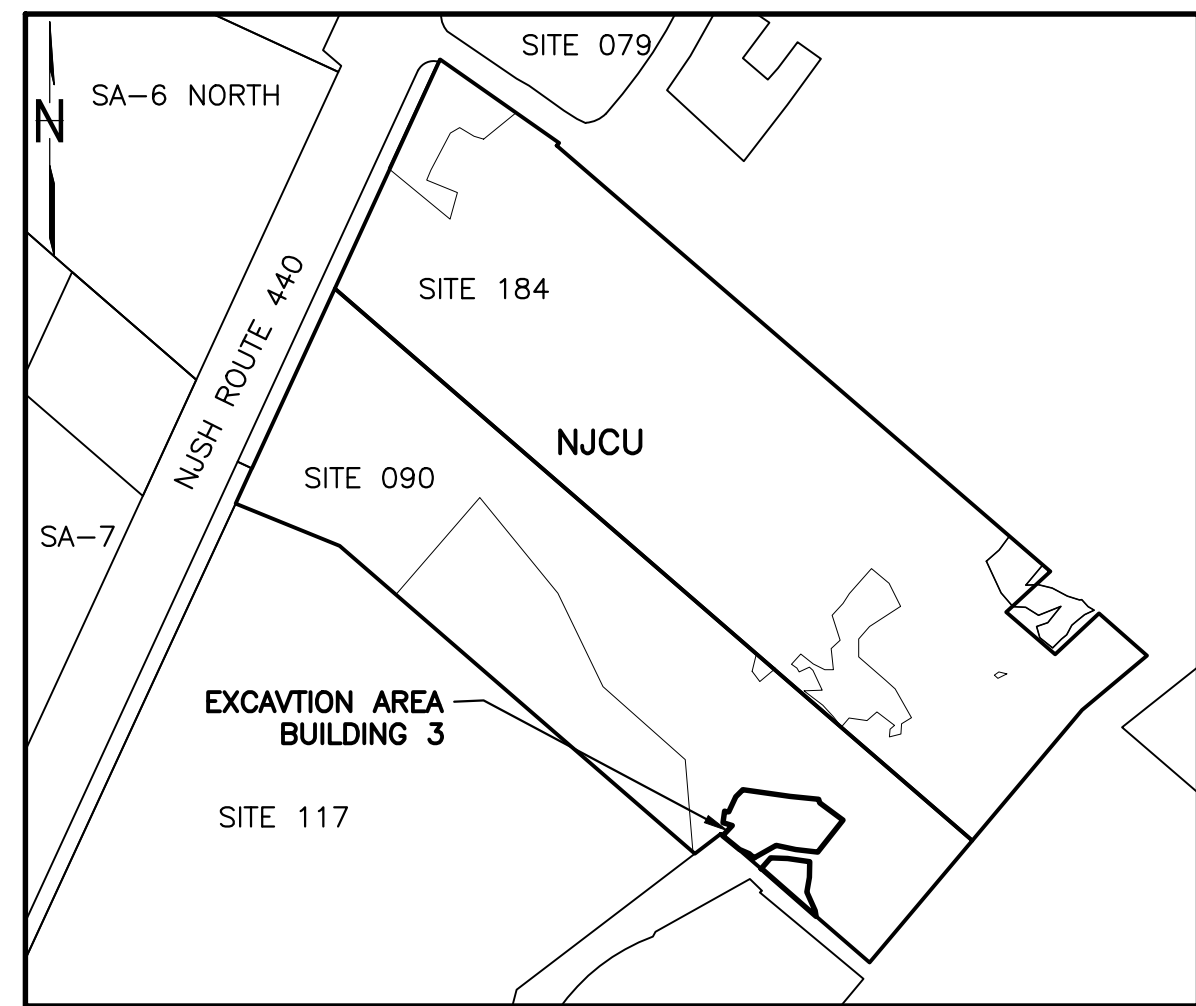 SITE 079
SA-6 NORTH
N
NJSH ROUTE 440
SITE 184
NJCU
SITE 090
SA-7
EXCAVTION AREA
BUILDING 3
SITE 117